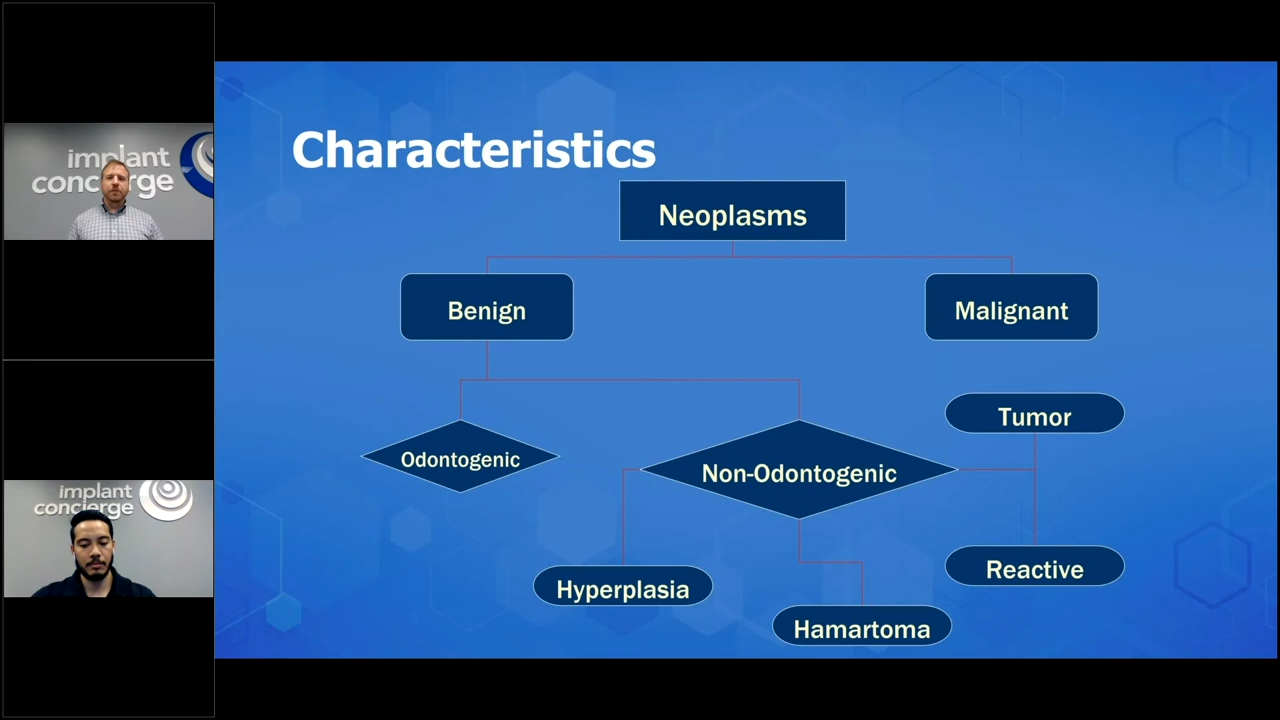 implant
concierge
implant
concierge
Characteristics
Neoplasms
Benign
Malignant
Tumor
Odontogenic
Non-Odontogenic
Reactive
Hyperplasia
Hamartoma